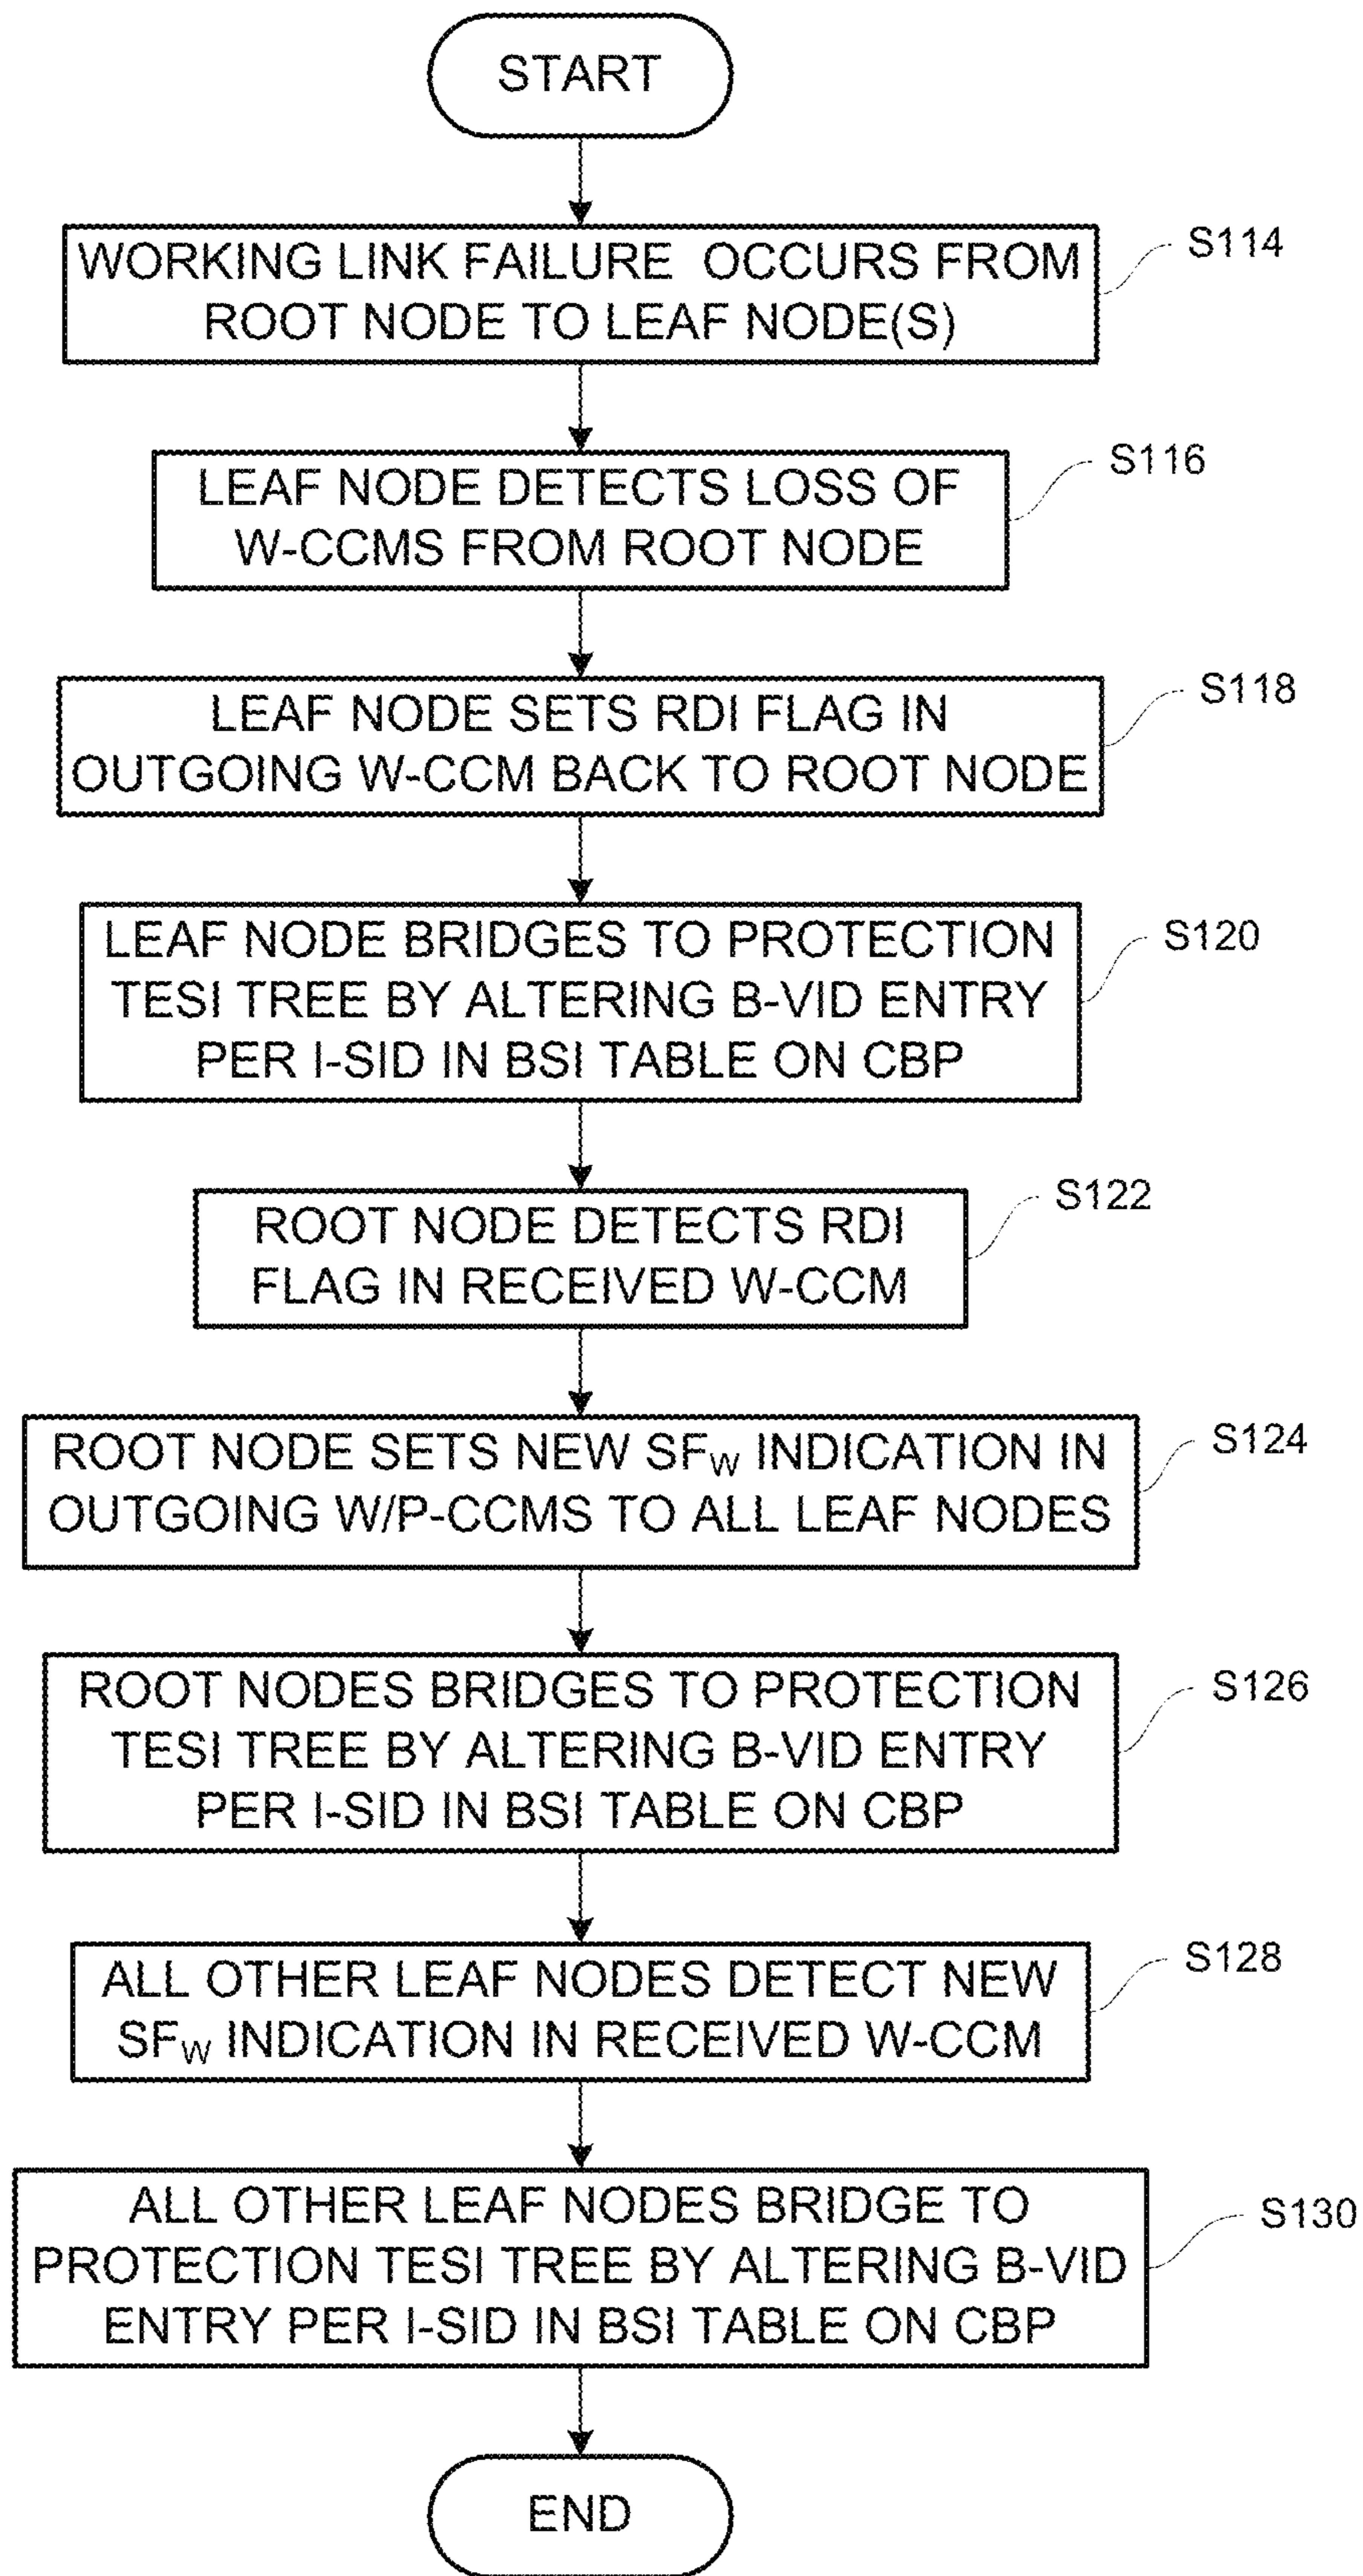 START
WORKING LINK FAILURE OCCURS FROM
ROOT NODE TO LEAF NODE(S)
S114
LEAF NODE DETECTS LOSS OF
W-CCMS FROM ROOT NODE
S116
LEAF NODE SETS RDI FLAG IN
OUTGOING W-CCM BACK TO ROOT NODE
S118
LEAF NODE BRIDGES TO PROTECTION
TESI TREE BY ALTERING B-VID ENTRY
PER I-SID IN BSI TABLE ON CBP
S120
ROOT NODE DETECTS RDI
FLAG IN RECEIVED W-CCM
S122
ROOT NODE SETS NEW SFW INDICATION IN
OUTGOING W/P-CCMS TO ALL LEAF NODES
S124
ROOT NODES BRIDGES TO PROTECTION
TESI TREE BY ALTERING B-VID ENTRY
PER I-SID IN BSI TABLE ON CBP
S126
ALL OTHER LEAF NODES DETECT NEW
SFW INDICATION IN RECEIVED W-CCM
S128
ALL OTHER LEAF NODES BRIDGE TO
PROTECTION TESI TREE BY ALTERING B-VID
ENTRY PER I-SID IN BSI TABLE ON CBP
S130
END